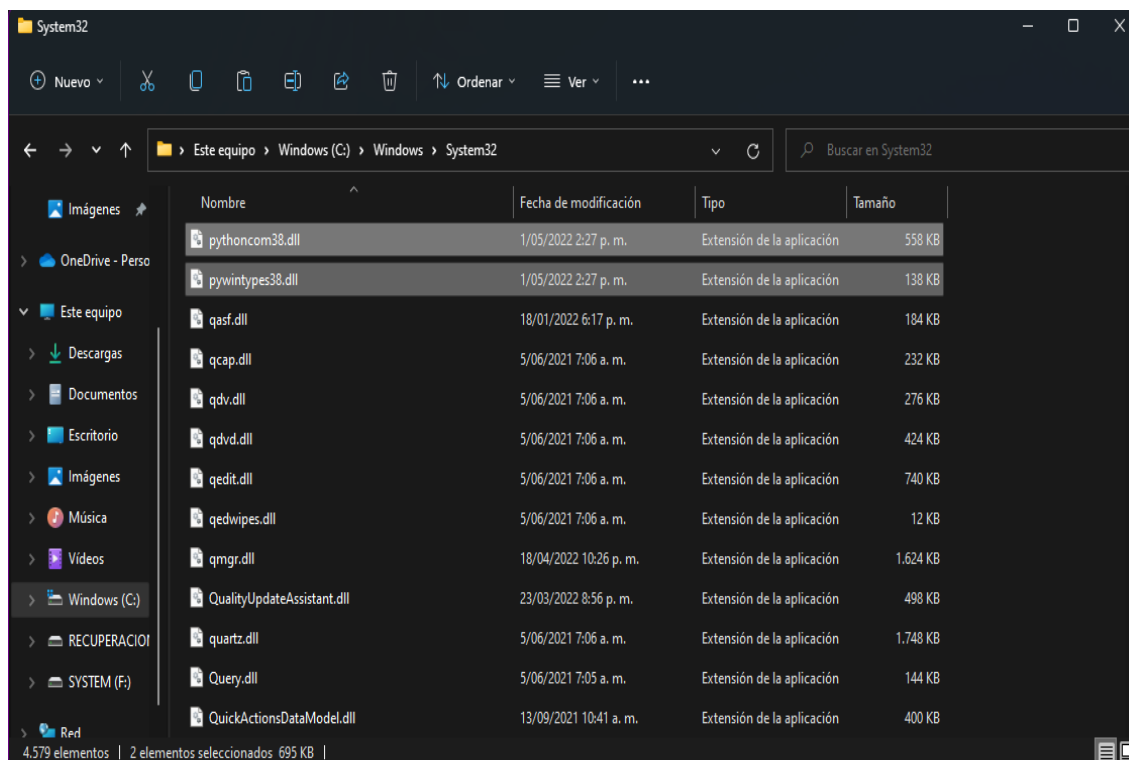 System32
Nuevo
Ordenar
Ver
Este equipo > Windows (C:) > Windows > System32
Buscar en System32
Imágenes
OneDrive - Perso
Este equipo
Descargas
Documentos
Escritorio
Imágenes
Música
Vídeos
Windows (C:)
RECUPERACIO
SYSTEM (F:)
Red
Nombre Fecha de modificación Tipo Tamaño
pythoncom38.dll 1/05/2022 2:27 p. m. Extensión de la aplicación 558 KB
pywintypes38.dll 1/05/2022 2:27 p. m. Extensión de la aplicación 138 KB
qasf.dll 18/01/2022 6:17 p. m. Extensión de la aplicación 184 KB
qcap.dll 5/06/2021 7:06 a. m. Extensión de la aplicación 232 KB
qdv.dll 5/06/2021 7:06 a. m. Extensión de la aplicación 276 KB
qdvd.dll 5/06/2021 7:06 a. m. Extensión de la aplicación 424 KB
qedit.dll 5/06/2021 7:06 a. m. Extensión de la aplicación 740 KB
qedwipes.dll 5/06/2021 7:06 a. m. Extensión de la aplicación 12 KB
qmgr.dll 18/04/2022 10:26 p. m. Extensión de la aplicación 1.624 KB
QualityUpdateAssistant.dll 23/03/2022 8:56 p. m. Extensión de la aplicación 498 KB
quartz.dll 5/06/2021 7:06 a. m. Extensión de la aplicación 1.748 KB
Query.dll 5/06/2021 7:05 a. m. Extensión de la aplicación 144 KB
QuickActionsDataModel.dll 13/09/2021 10:41 a. m. Extensión de la aplicación 400 KB
4.579 elementos | 2 elementos seleccionados 695 KB |